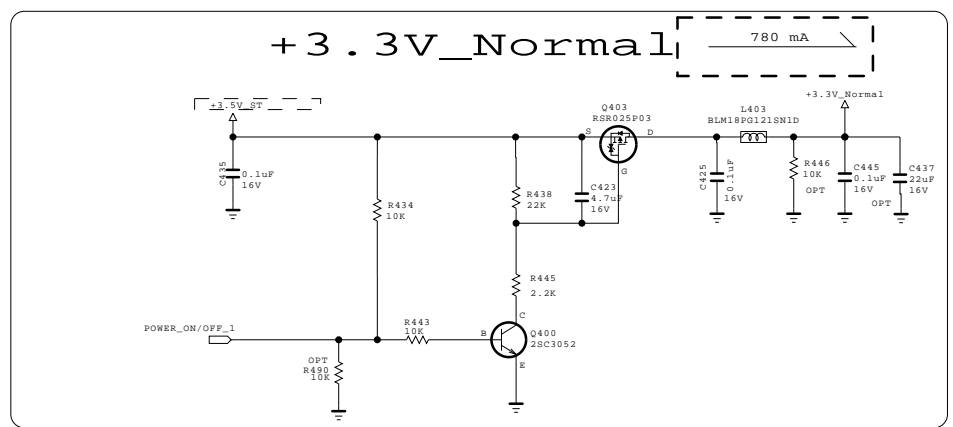 +3.3V_Normal
780 mA
+3.5V_ST
+3.3V_Normal
Q403
RSR025P03
L403
BLM18PG121SN1D
S
D
G
C435
0.1uF
16V
R434
10K
R438
22K
C423
4.7uF
16V
C425
0.1uF
16V
R446
10K
OPT
C445
0.1uF
16V
C437
22uF
16V
OPT
R445
2.2K
POWER_ON/OFF_1
R443
10K
B
C
Q400
2SC3052
E
OPT
R490
10K